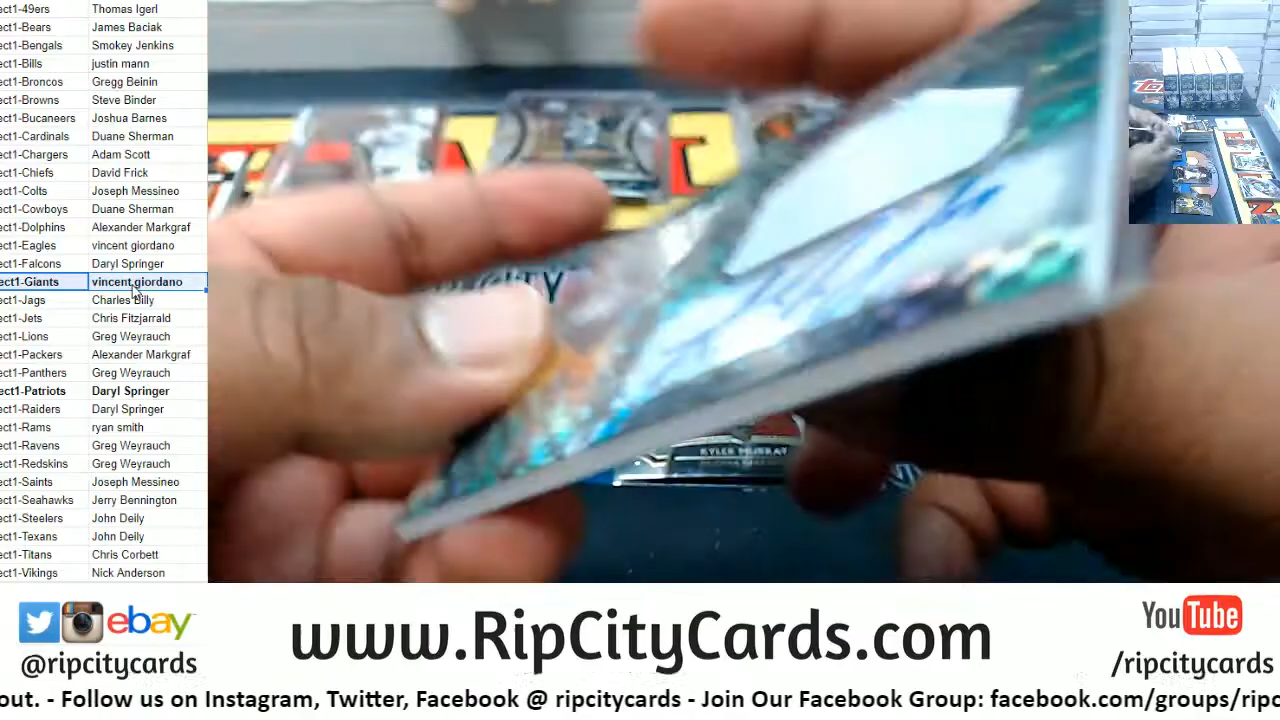 ect1-49ers Thomas Igerl
ect1-Bears James Baciak
ect1-Bengals Smokey Jenkins
ect1-Bills justin mann
ect1-Broncos Gregg Beinin
ect1-Browns Steve Binder
ect1-Bucaneers Joshua Barnes
ect1-Cardinals Duane Sherman
ect1-Chargers Adam Scott
ect1-Chiefs David Frick
ect1-Colts Joseph Messineo
ect1-Cowboys Duane Sherman
ect1-Dolphins Alexander Markgraf
ect1-Eagles vincent giordano
ect1-Falcons Daryl Springer
ect1-Giants vincent giordano
ect1-Jags Charles Billy
ect1-Jets Chris Fitzjarrald
ect1-Lions Greg Weyrauch
ect1-Packers Alexander Markgraf
ect1-Panthers Greg Weyrauch
ect1-Patriots Daryl Springer
ect1-Raiders Daryl Springer
ect1-Rams ryan smith
ect1-Ravens Greg Weyrauch
ect1-Redskins Greg Weyrauch
ect1-Saints Joseph Messineo
ect1-Seahawks Jerry Bennington
ect1-Steelers John Deily
ect1-Texans John Deily
ect1-Titans Chris Corbett
ect1-Vikings Nick Anderson
KYLER MURRAY
ebay
@ripcitycards
www.RipCityCards.com
YouTube
/ripcitycards
out. - Follow us on Instagram, Twitter, Facebook @ ripcitycards - Join Our Facebook Group: facebook.com/groups/ripc